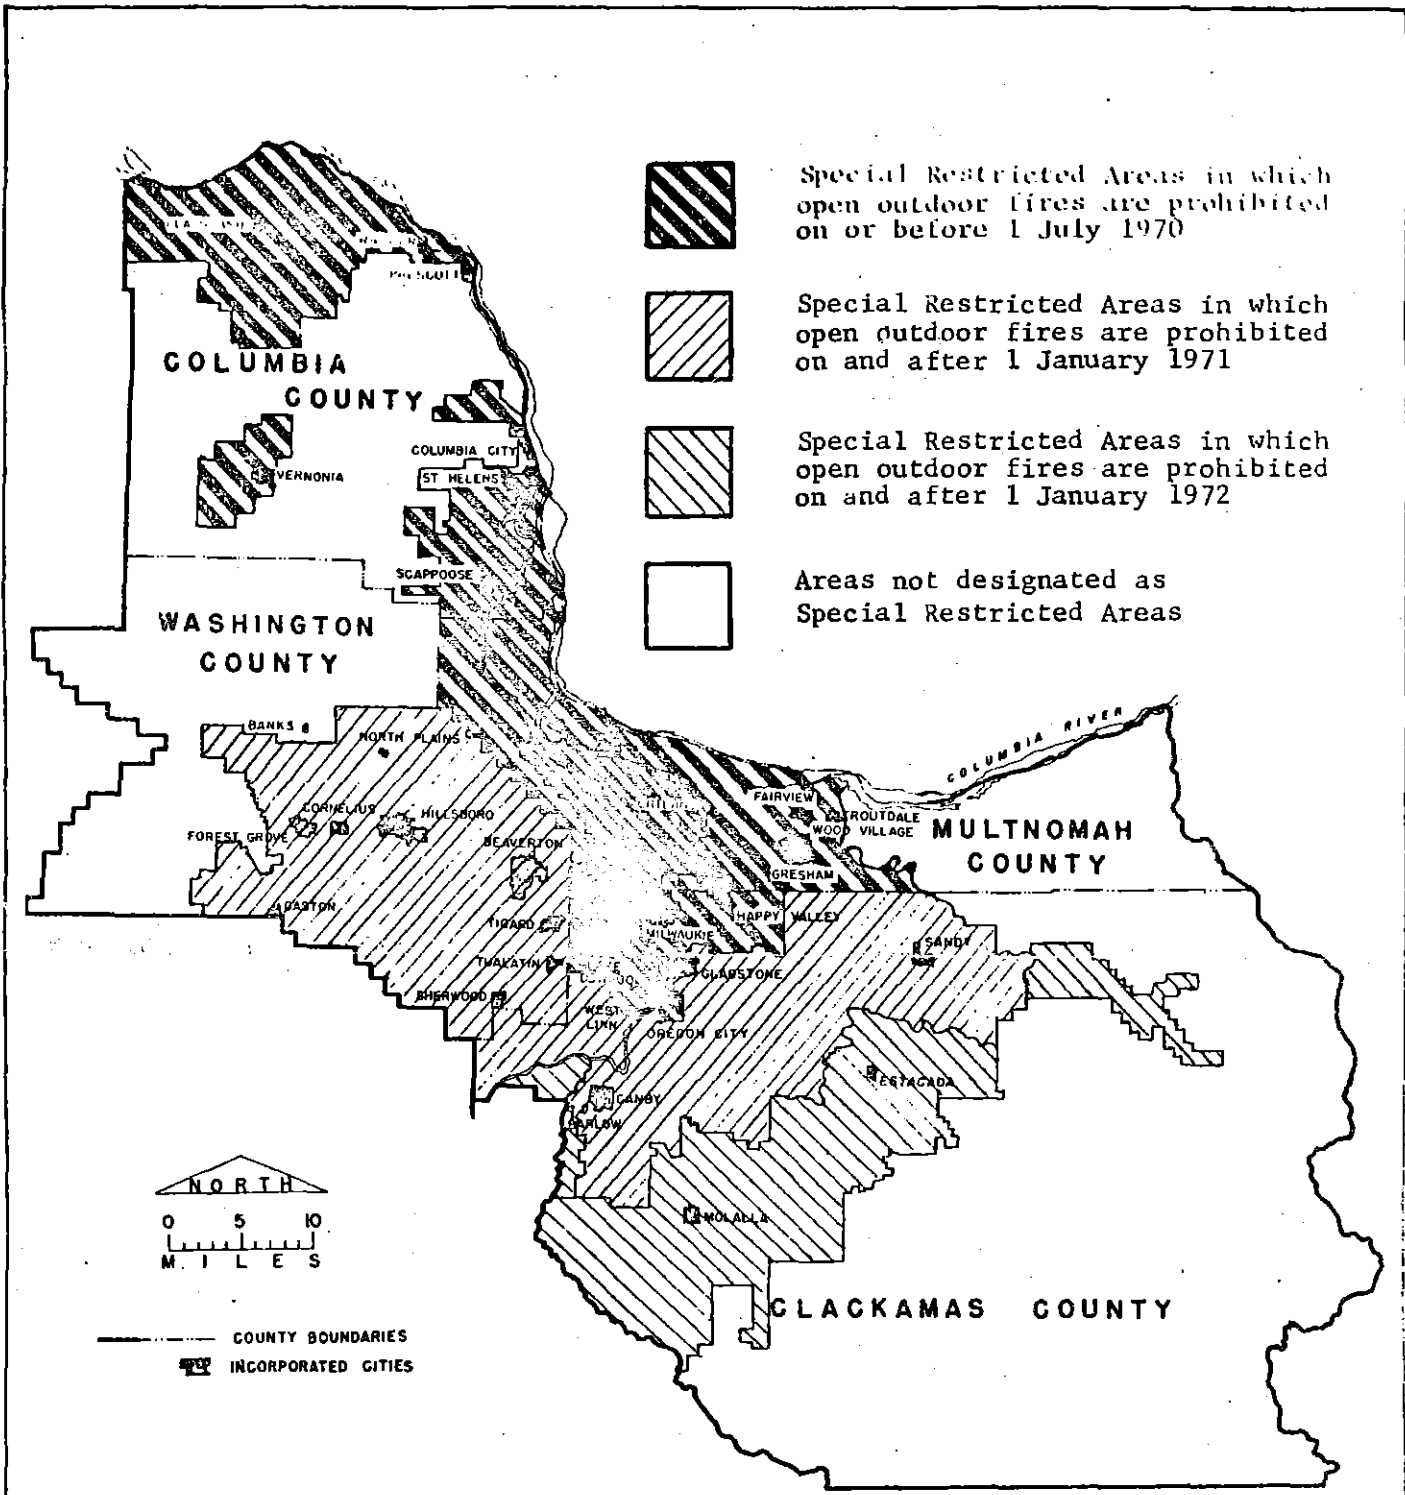 Special Restricted Areas in which
open outdoor fires are prohibited
on or before 1 July 1970
Special Restricted Areas in which
open outdoor fires are prohibited
on and after 1 January 1971
Special Restricted Areas in which
open outdoor fires are prohibited
on and after 1 January 1972
Areas not designated as
Special Restricted Areas
PRESCOTT
COLUMBIA
COUNTY
COLUMBIA CITY
ST HELENS
VERNONIA
SCAPPOOSE
WASHINGTON
COUNTY
BANKS
NORTH PLAINS
COLUMBIA RIVER
FAIRVIEW
TROUTDALE
WOOD VILLAGE
MULTNOMAH
COUNTY
CORNELIUS
HILLSBORO
FOREST GROVE
BEAVERTON
GRESHAM
GASTON
TIGARD
HAPPY VALLEY
MILWAUKIE
SANDY
TUALATIN
GLADSTONE
SHERWOOD
WEST
LINN
OREGON CITY
ESTACADA
CANBY
BARLOW
MOLALLA
NORTH
0 5 10
MILES
CLACKAMAS COUNTY
COUNTY BOUNDARIES
INCORPORATED CITIES